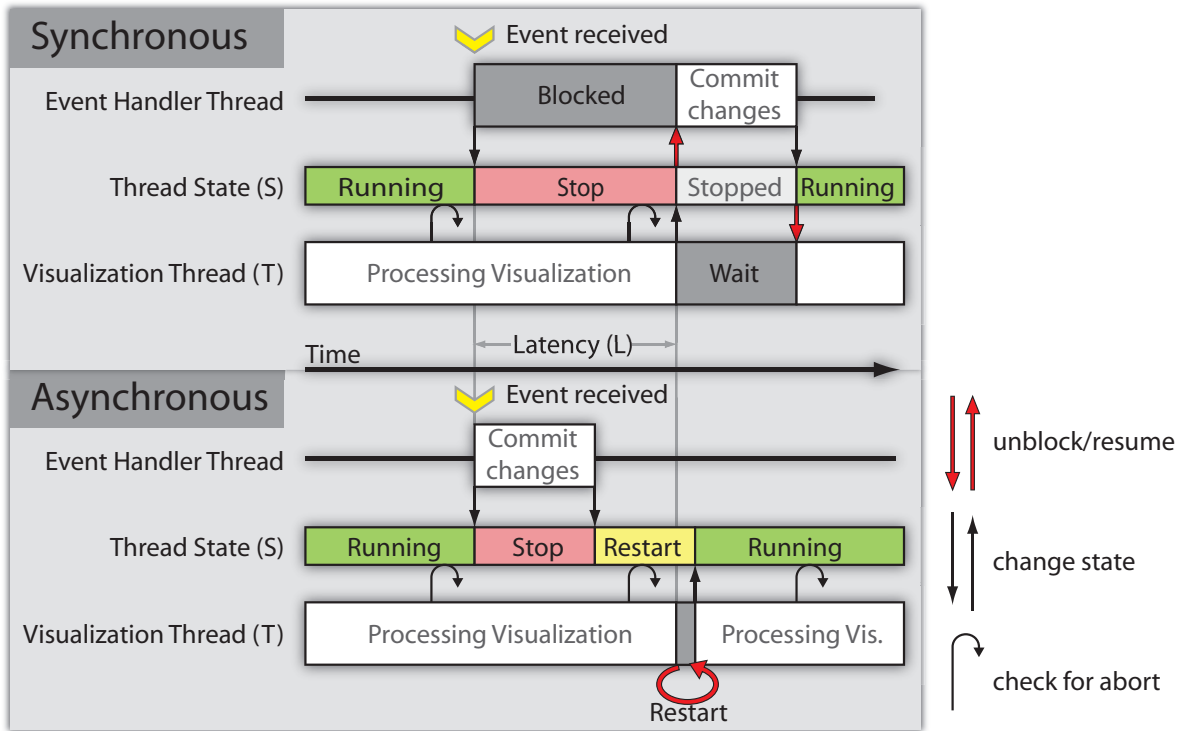 Synchronous
Event received
Event Handler Thread
Blocked
Commit
changes
Thread State (S)
Running
Stop
Stopped
Running
Visualization Thread (T)
Processing Visualization
Wait
Latency (L)
Time
Asynchronous
Event received
Event Handler Thread
Commit
changes
Thread State (S)
Running
Stop
Restart
Running
Visualization Thread (T)
Processing Visualization
Processing Vis.
Restart
unblock/resume
change state
check for abort